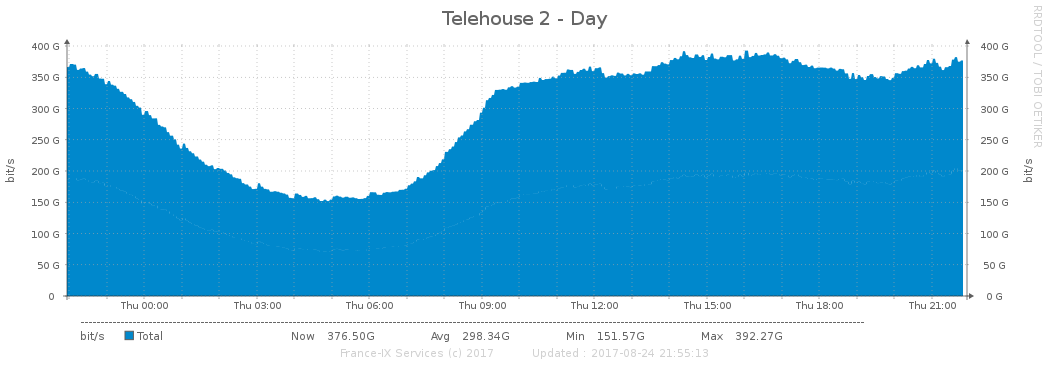 Telehouse 2 - Day
RRDTOOL / TOBI OETIKER
bit/s
400 G 400 G
350 G 350 G
300 G 300 G
250 G 250 G
200 G 200 G
150 G 150 G
100 G 100 G
50 G 50 G
0 0 G
bit/s
Thu 00:00 Thu 03:00 Thu 06:00 Thu 09:00 Thu 12:00 Thu 15:00 Thu 18:00 Thu 21:00
bit/s Total Now 376.50G Avg 298.34G Min 151.57G Max 392.27G
France-IX Services (c) 2017 Updated : 2017-08-24 21:55:13